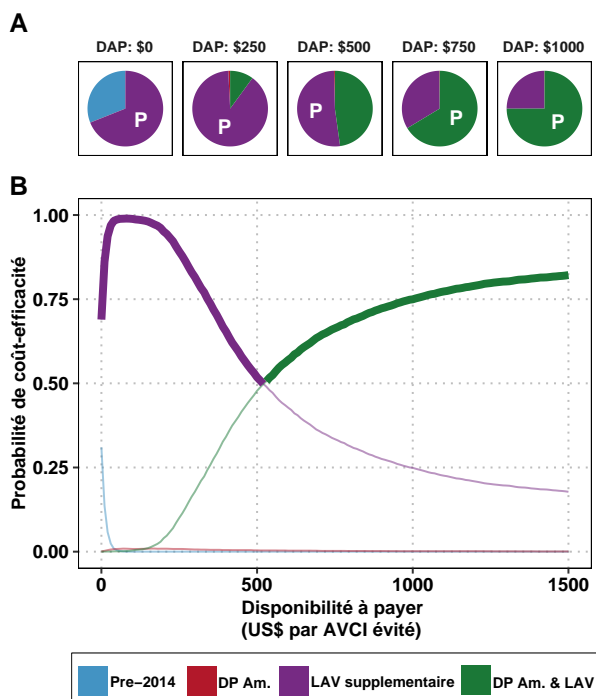 A
DAP: $0 DAP: $250 DAP: $500 DAP: $750 DAP: $1000
P P P P P
B
Probabilité de coût-efficacité
1.00
0.75
0.50
0.25
0.00
0 500 1000 1500
Disponibilité à payer
(US$ par AVCI évité)
Pre−2014 DP Am. LAV supplementaire DP Am. & LAV